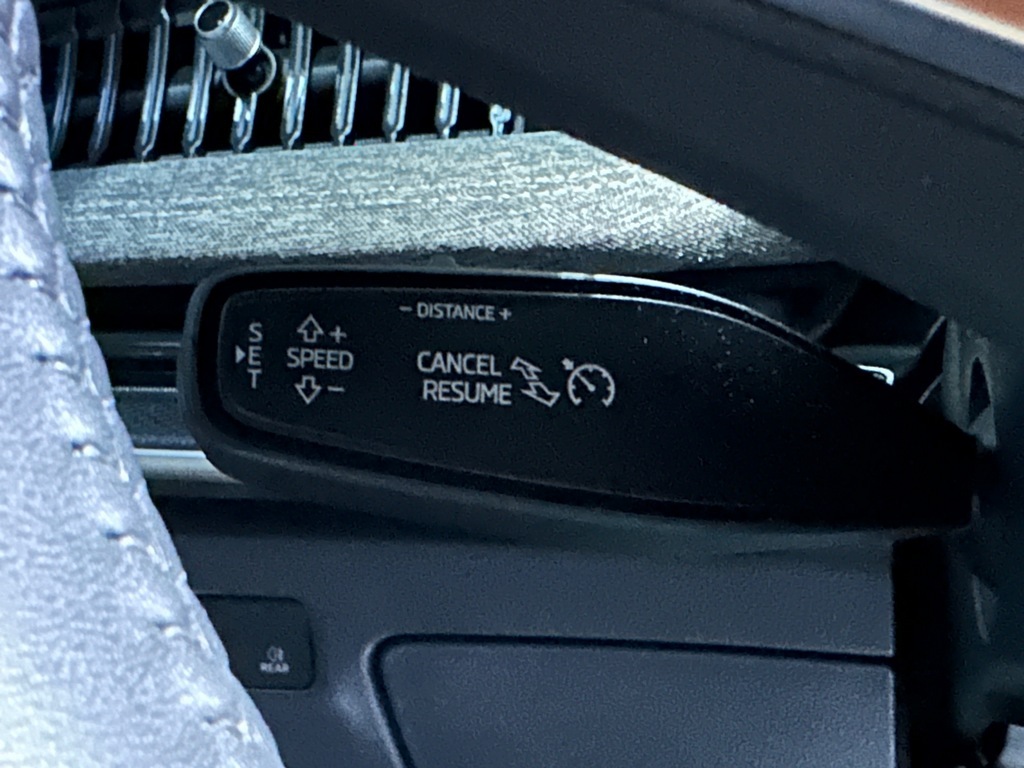 − DISTANCE +
SET
+
SPEED
−
CANCEL
RESUME
REAR